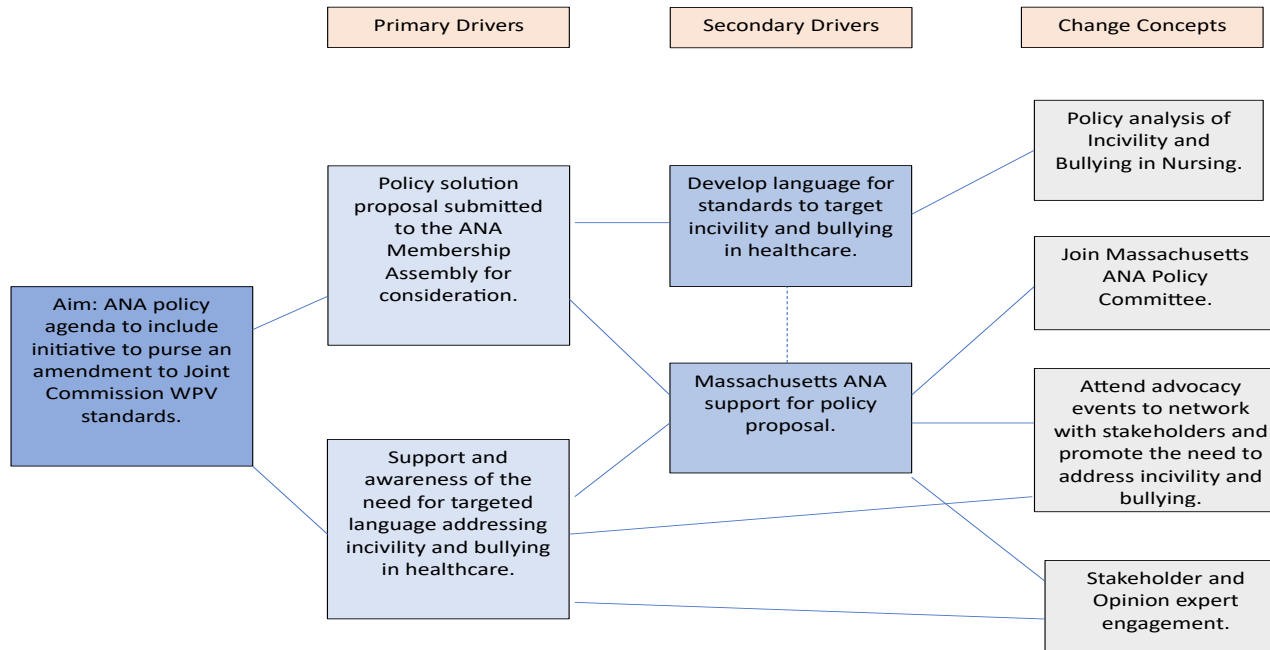 Primary Drivers
Secondary Drivers
Change Concepts
Aim: ANA policy
agenda to include
initiative to purse an
amendment to Joint
Commission WPV
standards.
Policy solution
proposal submitted
to the ANA
Membership
Assembly for
consideration.
Support and
awareness of the
need for targeted
language addressing
incivility and bullying
in healthcare.
Develop language for
standards to target
incivility and bullying
in healthcare.
Massachusetts ANA
support for policy
proposal.
Policy analysis of
Incivility and
Bullying in Nursing.
Join Massachusetts
ANA Policy
Committee.
Attend advocacy
events to network
with stakeholders and
promote the need to
address incivility and
bullying.
Stakeholder and
Opinion expert
engagement.